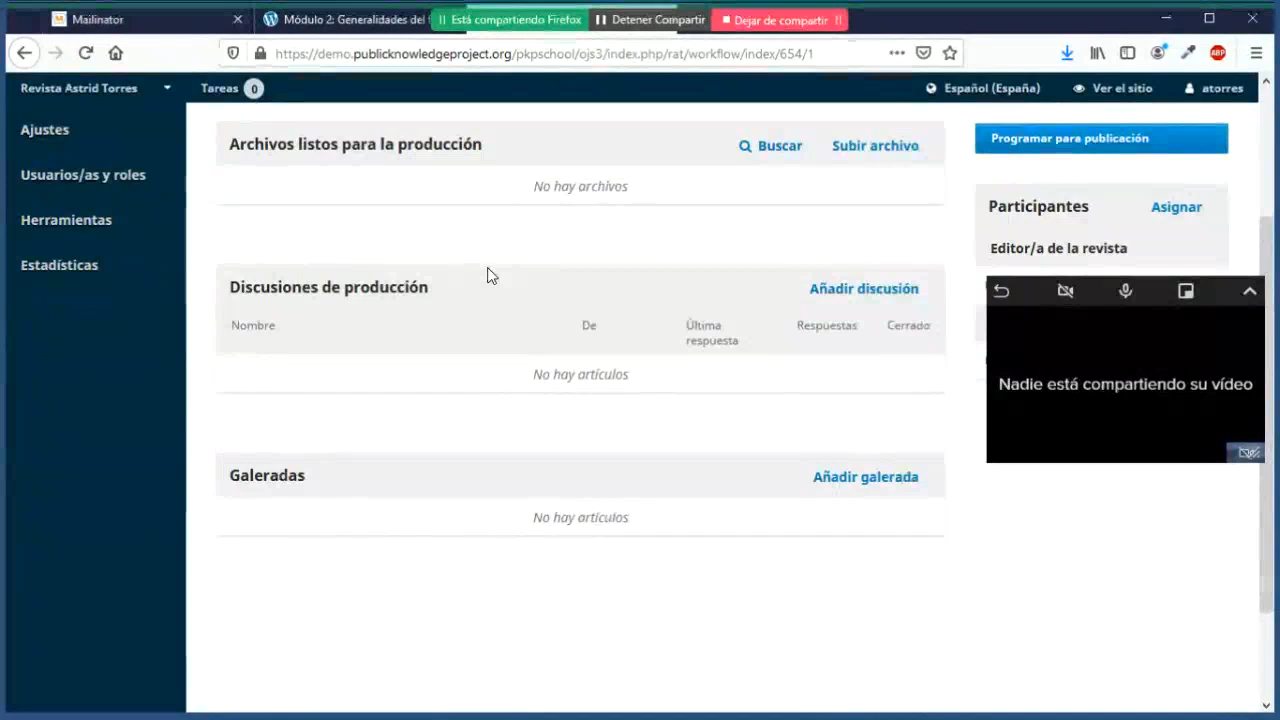 Mailinator
Módulo 2: Generalidades del
Está compartiendo Firefox
Detener Compartir
Dejar de compartir
https://demo.publicknowledgeproject.org/pkpschool/ojs3/index.php/rat/workflow/index/654/1
ABP
Revista Astrid Torres
Tareas 0
Español (España)
Ver el sitio
atorres
Ajustes
Usuarios/as y roles
Herramientas
Estadísticas
Archivos listos para la producción
Buscar
Subir archivo
No hay archivos
Programar para publicación
Participantes
Asignar
Editor/a de la revista
Discusiones de producción
Añadir discusión
Nombre
De
Última
respuesta
Respuestas
Cerrado
No hay artículos
Nadie está compartiendo su vídeo
Galeradas
Añadir galerada
No hay artículos